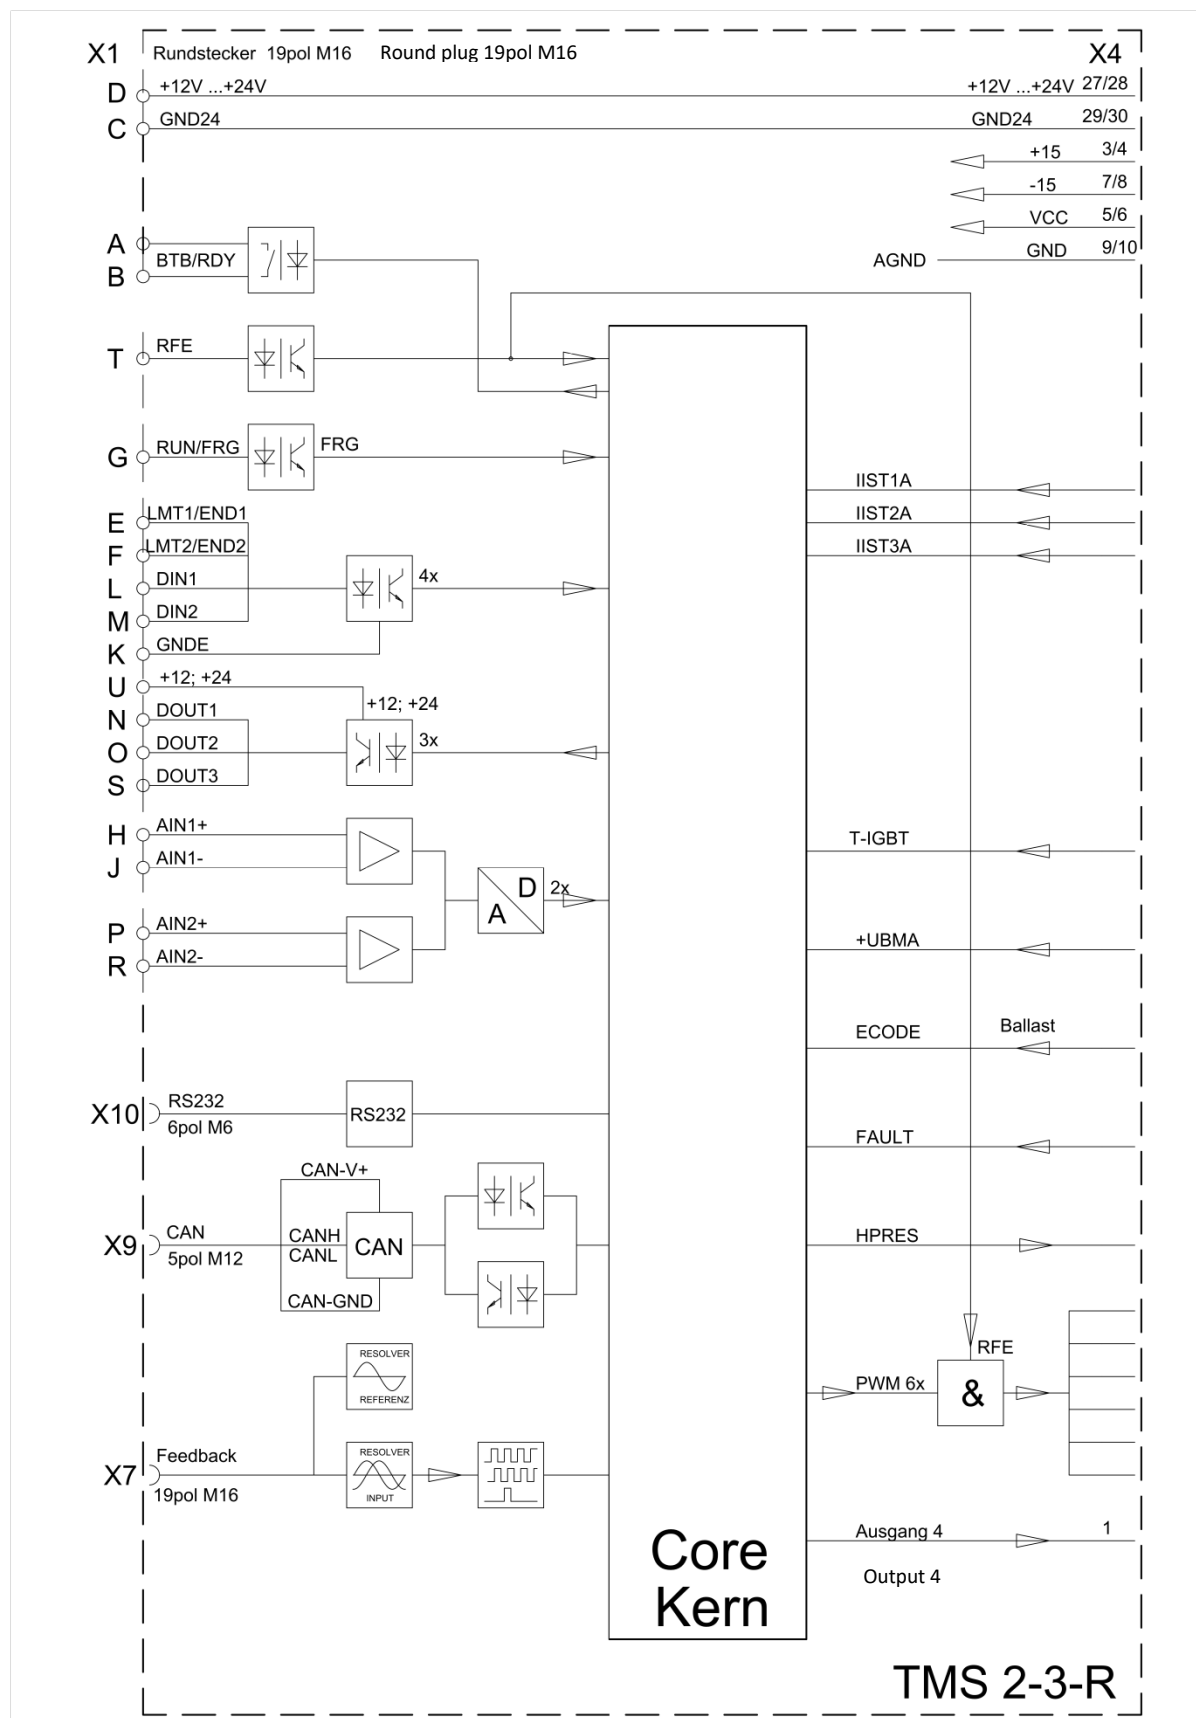 X1 Rundstecker 19pol M16 Round plug 19pol M16 X4
D +12V ...+24V +12V ...+24V 27/28
C GND24 GND24 29/30
+15 3/4
-15 7/8
VCC 5/6
AGND GND 9/10
A
BTB/RDY
B
T RFE
G RUN/FRG FRG
IIST1A
E LMT1/END1
IIST2A
F LMT2/END2
IIST3A
L DIN1 4x
M DIN2
K GNDE
U +12; +24
+12; +24
N DOUT1
O DOUT2 3x
S DOUT3
H AIN1+
T-IGBT
J AIN1-
D 2x
A
P AIN2+
+UBMA
R AIN2-
ECODE Ballast
X10 RS232 RS232
6pol M6
FAULT
CAN-V+
X9 CAN CANH CAN
5pol M12 CANL
HPRES
CAN-GND
RESOLVER
REFERENZ
RFE
PWM 6x &
X7 Feedback RESOLVER
19pol M16 INPUT
Ausgang 4 1
Output 4
Core
Kern
TMS 2-3-R